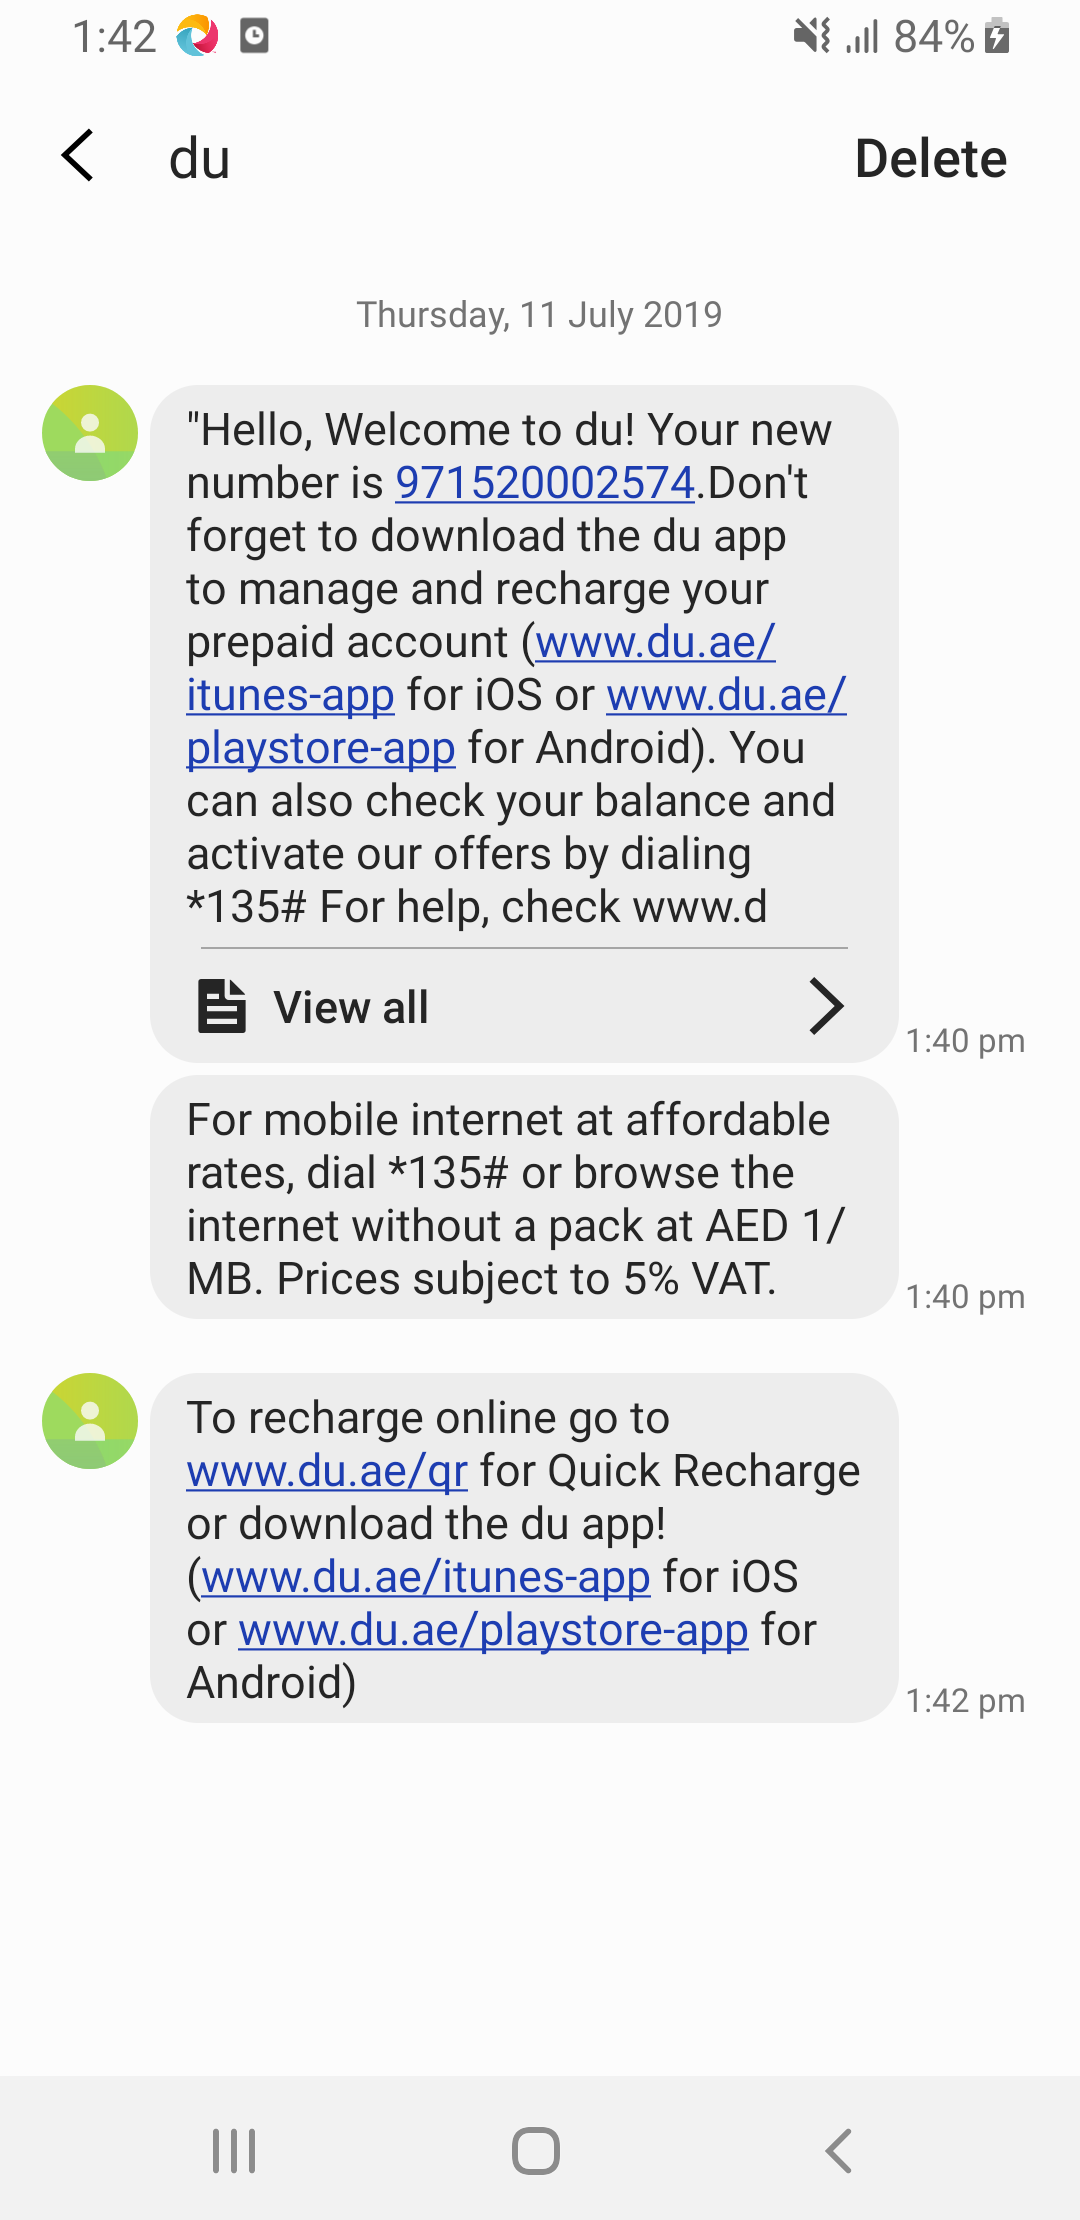 1:42
84%
du
Delete
Thursday, 11 July 2019
"Hello, Welcome to du! Your new
number is 971520002574.Don't
forget to download the du app
to manage and recharge your
prepaid account (www.du.ae/
itunes-app for iOS or www.du.ae/
playstore-app for Android). You
can also check your balance and
activate our offers by dialing
*135# For help, check www.d
View all
1:40 pm
For mobile internet at affordable
rates, dial *135# or browse the
internet without a pack at AED 1/
MB. Prices subject to 5% VAT.
1:40 pm
To recharge online go to
www.du.ae/qr for Quick Recharge
or download the du app!
(www.du.ae/itunes-app for iOS
or www.du.ae/playstore-app for
Android)
1:42 pm